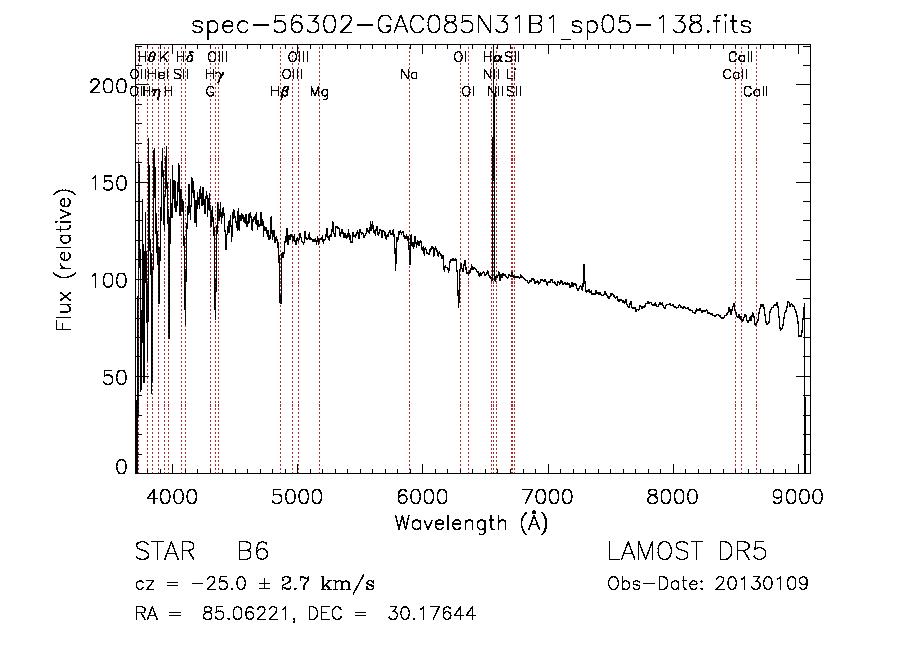 spec-56302-GAC085N31B1_sp05-138.fits
Hθ K Hδ OIII OIII OI Hα SII CaII
OII HeI SII Hγ OIII Na NII Li CaII
OII Hη H G Hβ Mg OI NII SII CaII
200
150
100
50
0
Flux (relative)
4000 5000 6000 7000 8000 9000
Wavelength (Å)
STAR B6 LAMOST DR5
cz = −25.0 ± 2.7 km/s Obs-Date: 20130109
RA = 85.06221, DEC = 30.17644